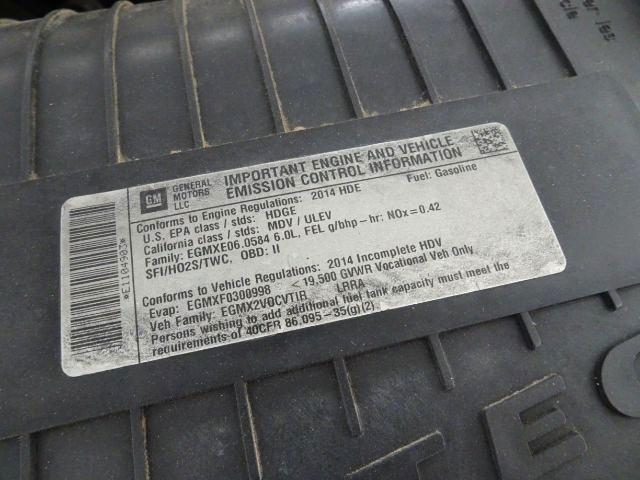 GM
GENERAL
MOTORS
LLC
IMPORTANT ENGINE AND VEHICLE
EMISSION CONTROL INFORMATION
Conforms to Engine Regulations: 2014 HDE
Fuel: Gasoline
U.S. EPA class / stds: HDGE
California class / stds: MDV / ULEV
Family: EGMXE06.0584 6.0L, FEL g/bhp-hr: NOx=0.42
SFI/HO2S/TWC, OBD: II
Conforms to Vehicle Regulations: 2014 Incomplete HDV
Evap: EGMXF0300998 <19,500 GVWR Vocational Veh Only
Veh Family: EGMX2VOCVTIR LRRA
Persons wishing to add additional fuel tank capacity must meet the
requirements of 40CFR 86.095-35(g)(2).
*E1104903*
TEC